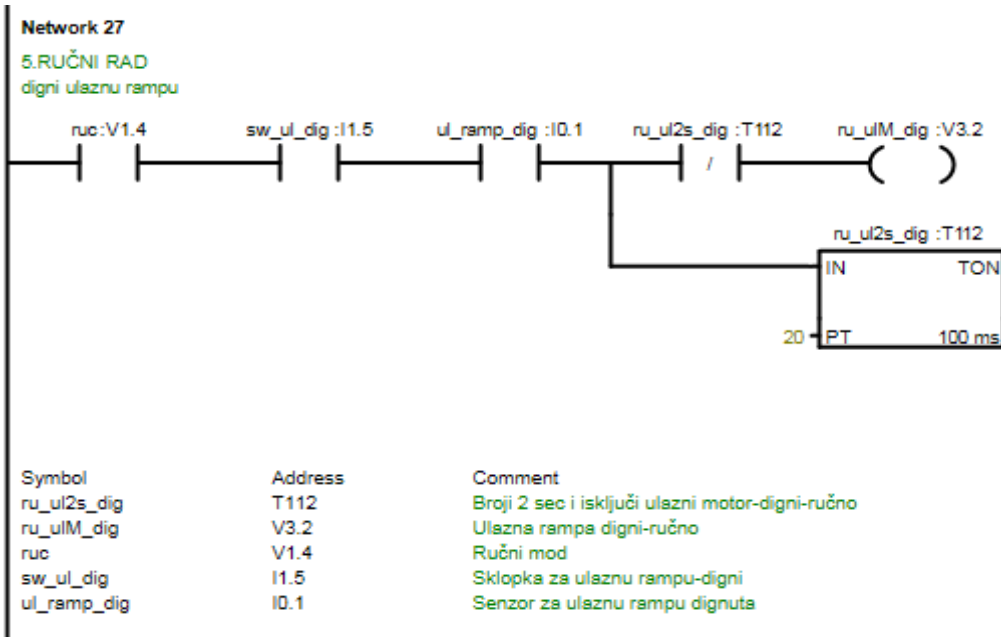 Network 27
5.RUČNI RAD
digni ulaznu rampu
ruc:V1.4 sw_ul_dig :I1.5 ul_ramp_dig :I0.1 ru_ul2s_dig :T112 ru_ulM_dig :V3.2
/
ru_ul2s_dig :T112
IN TON
20 PT 100 ms
Symbol Address Comment
ru_ul2s_dig T112 Broji 2 sec i isključi ulazni motor-digni-ručno
ru_ulM_dig V3.2 Ulazna rampa digni-ručno
ruc V1.4 Ručni mod
sw_ul_dig I1.5 Sklopka za ulaznu rampu-digni
ul_ramp_dig I0.1 Senzor za ulaznu rampu dignuta